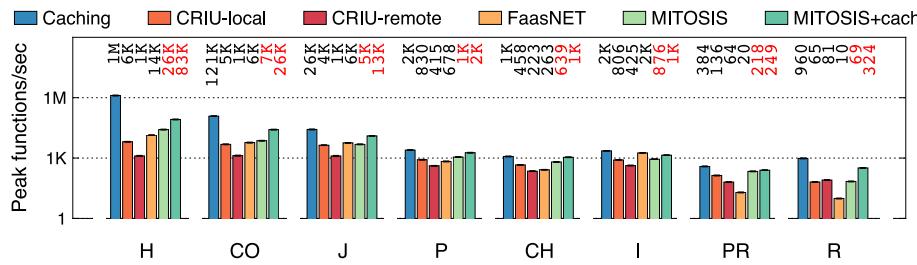 Caching CRIU-local CRIU-remote FaasNET MITOSIS MITOSIS+cach
1M
6K
1K
14K
26K
83K
121K
5K
1K
6K
7K
26K
26K
4K
1K
6K
5K
13K
2K
830
415
678
1K
2K
1K
458
223
263
639
1K
2K
806
425
2K
876
1K
384
136
64
20
218
249
960
65
81
10
69
324
Peak functions/sec
1M
1K
1
H CO J P CH I PR R